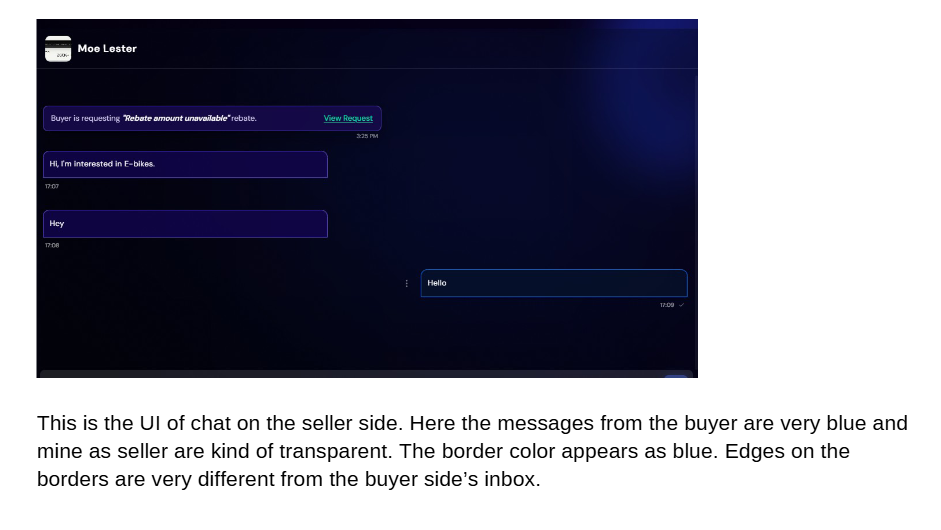 Moe Lester
Buyer is requesting "Rebate amount unavailable" rebate. View Request
3:25 PM
Hi, I'm interested in E-bikes.
17:07
Hey
17:08
Hello
17:09
This is the UI of chat on the seller side. Here the messages from the buyer are very blue and
mine as seller are kind of transparent. The border color appears as blue. Edges on the
borders are very different from the buyer side's inbox.